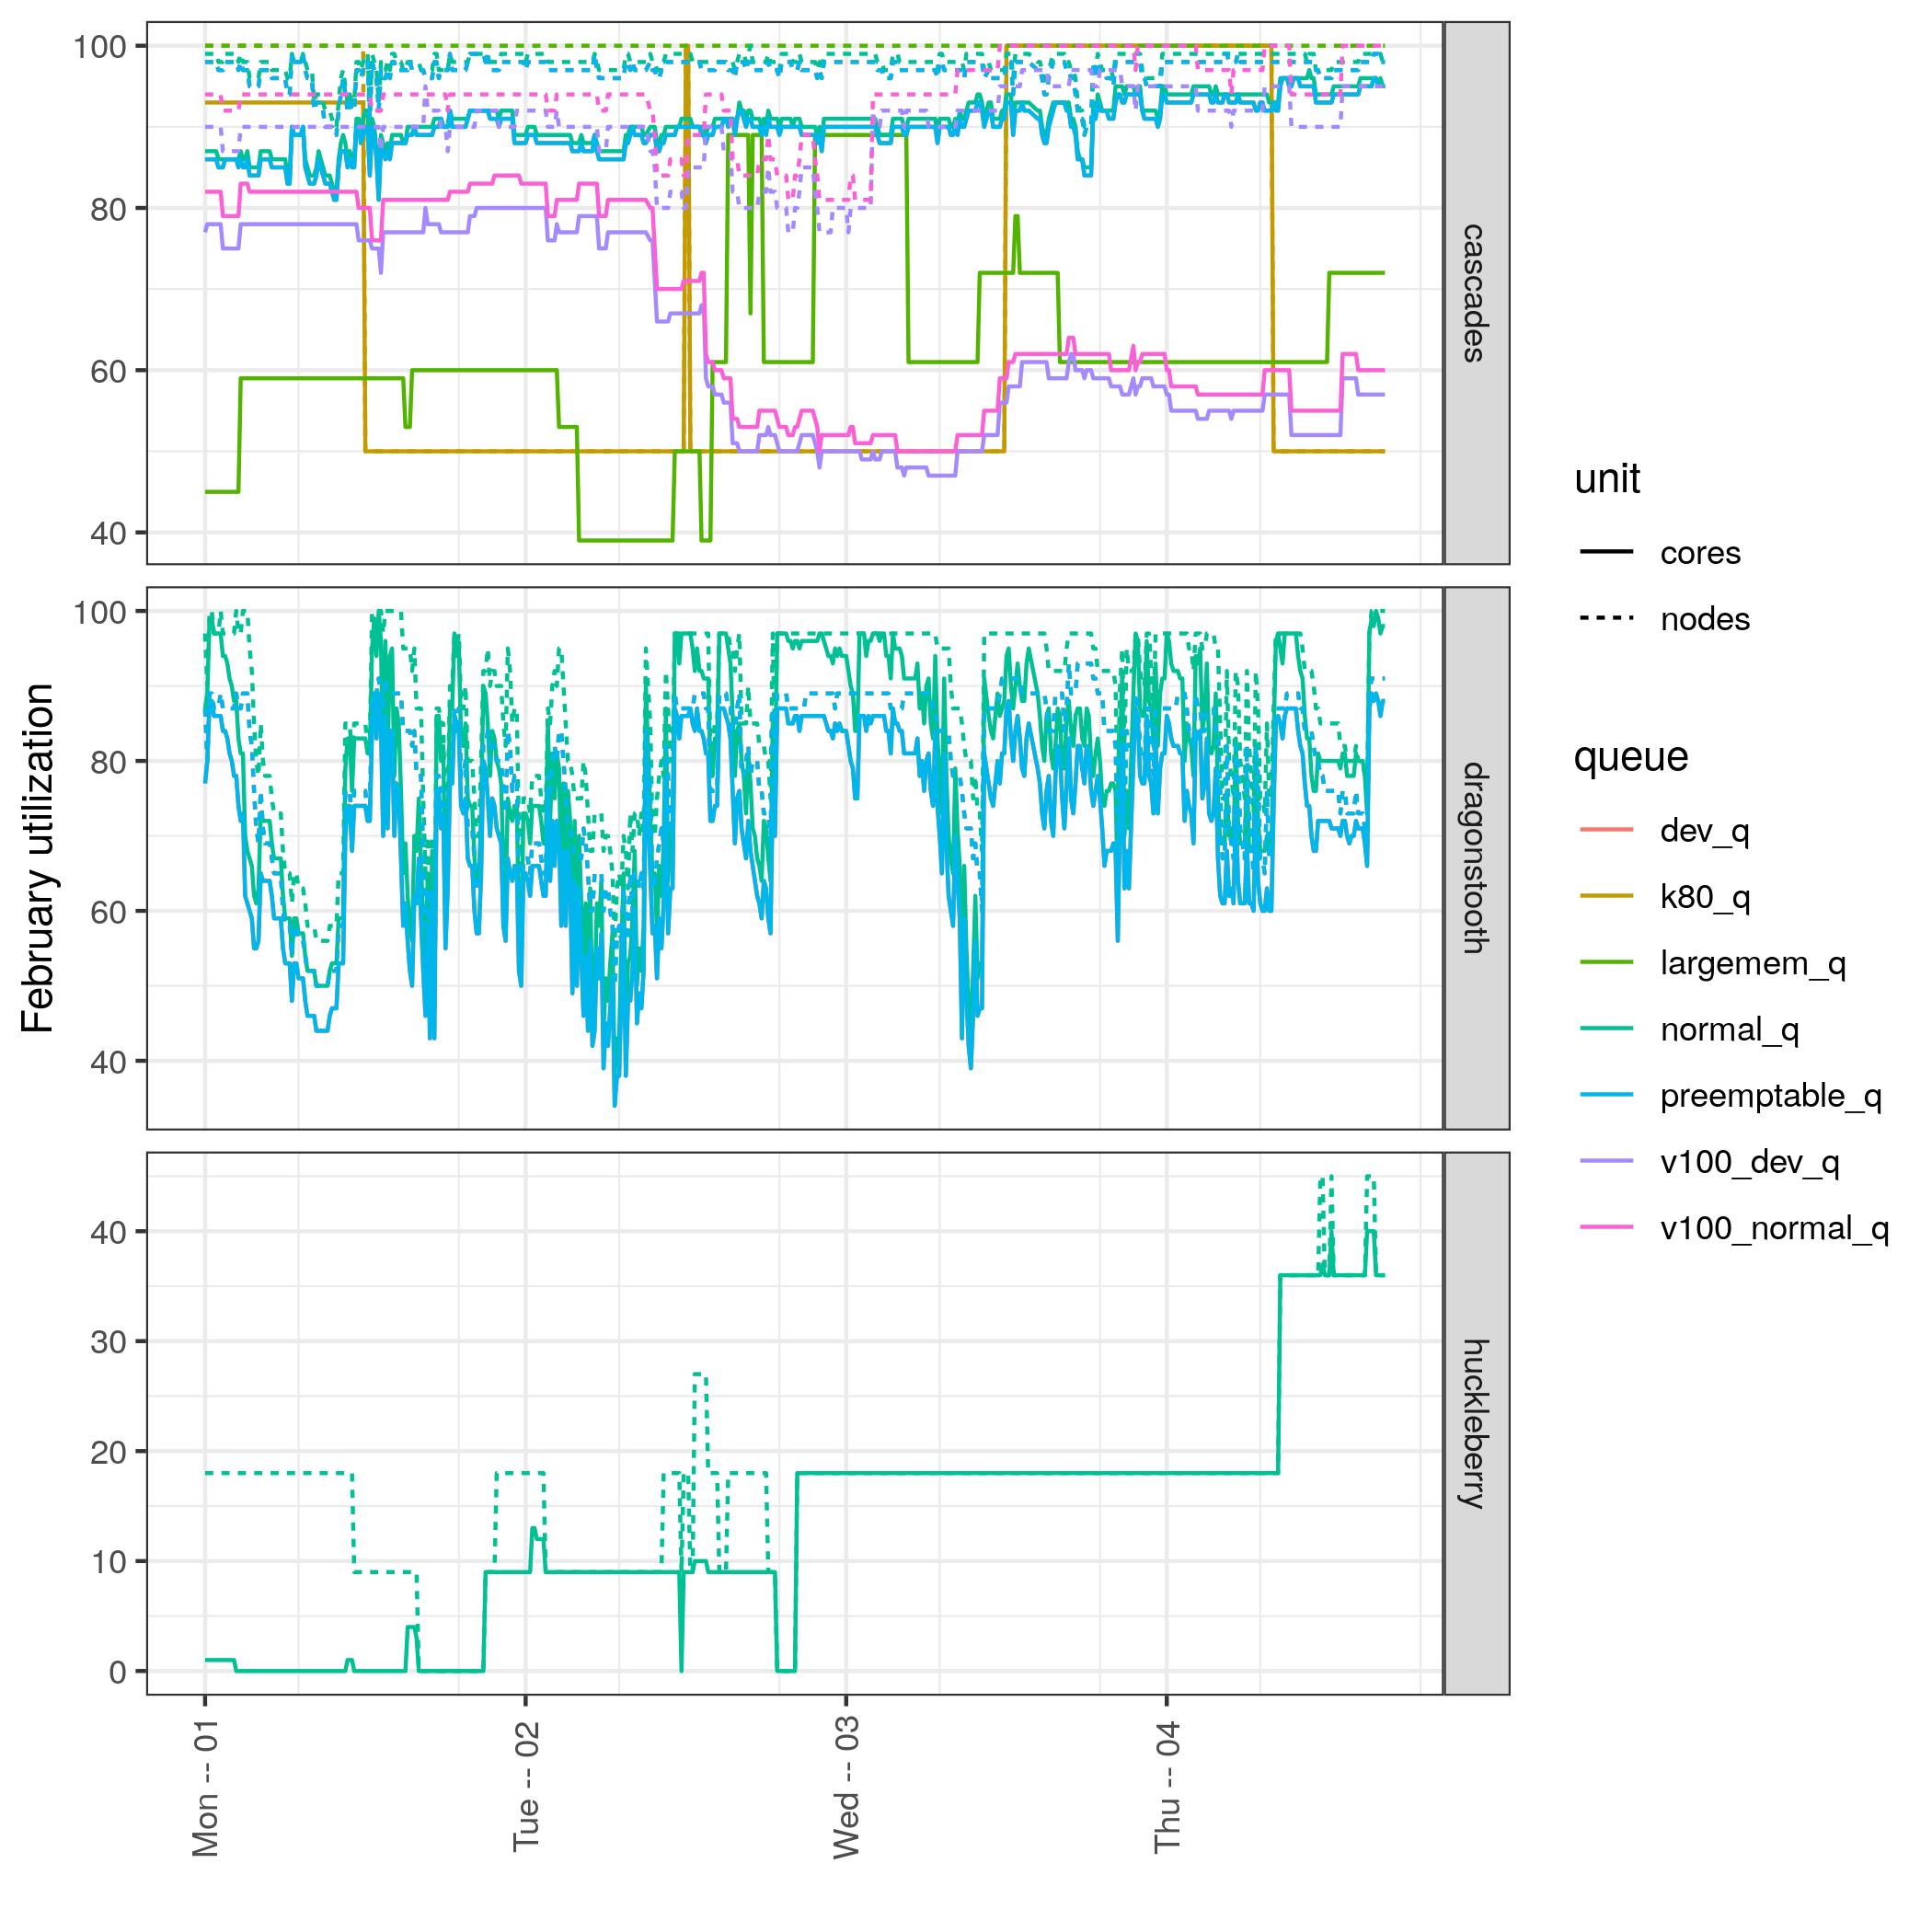 February utilization
100
80
60
40
cascades
100
80
60
40
dragonstooth
40
30
20
10
0
huckleberry
Mon -- 01
Tue -- 02
Wed -- 03
Thu -- 04
unit
cores
nodes
queue
dev_q
k80_q
largemem_q
normal_q
preemptable_q
v100_dev_q
v100_normal_q